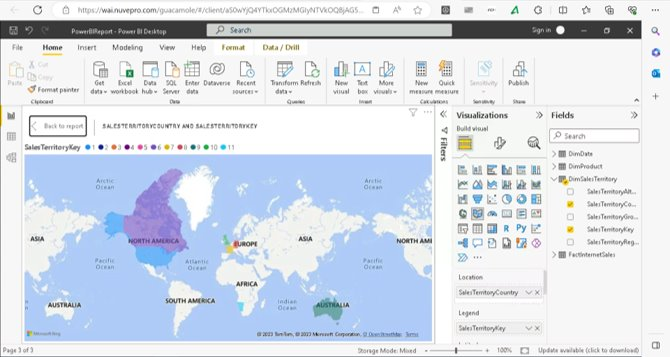 https://wai.nuvepro.com/guacamole/#/client/aS0wYjQ4YTkxOGMzMGIyNTVkOQBjAG5...
PowerBIReport - Power BI Desktop
Search
Sign in
File Home Insert Modeling View Help Format Data / Drill
Paste
Cut
Copy
Format painter
Get data
Excel workbook
Data hub
SQL Server
Enter data
Dataverse
Recent sources
Transform data
Refresh
New visual
Text box
More visuals
New measure
Quick measure
Sensitivity
Publish
Clipboard Data Queries Insert Calculations Sensitivity Share
Back to report
SALESTERRITORYCOUNTRY AND SALESTERRITORYKEY
SalesTerritoryKey 1 2 3 4 5 6 7 8 9 10 11
Arctic Ocean
Arctic Ocean
ASIA
NORTH AMERICA
EUROPE
ASIA
NORTH AM
Pacific Ocean
Atlantic Ocean
Pacific Ocean
AFRICA
SOUTH AMERICA
Indian Ocean
AUSTRALIA
AUSTRALIA
Microsoft Bing
© 2023 TomTom, © 2023 Microsoft Corporation, © OpenStreetMap Terms
Filters
Visualizations
Build visual
Location
SalesTerritoryCountry
Legend
SalesTerritoryKey
Fields
Search
DimDate
DimProduct
DimSalesTerritory
SalesTerritoryAlt...
SalesTerritoryCo...
SalesTerritoryGro...
SalesTerritoryKey
SalesTerritoryReg...
FactInternetSales
Page 3 of 3
Storage Mode: Mixed
100%
Update available (click to download)